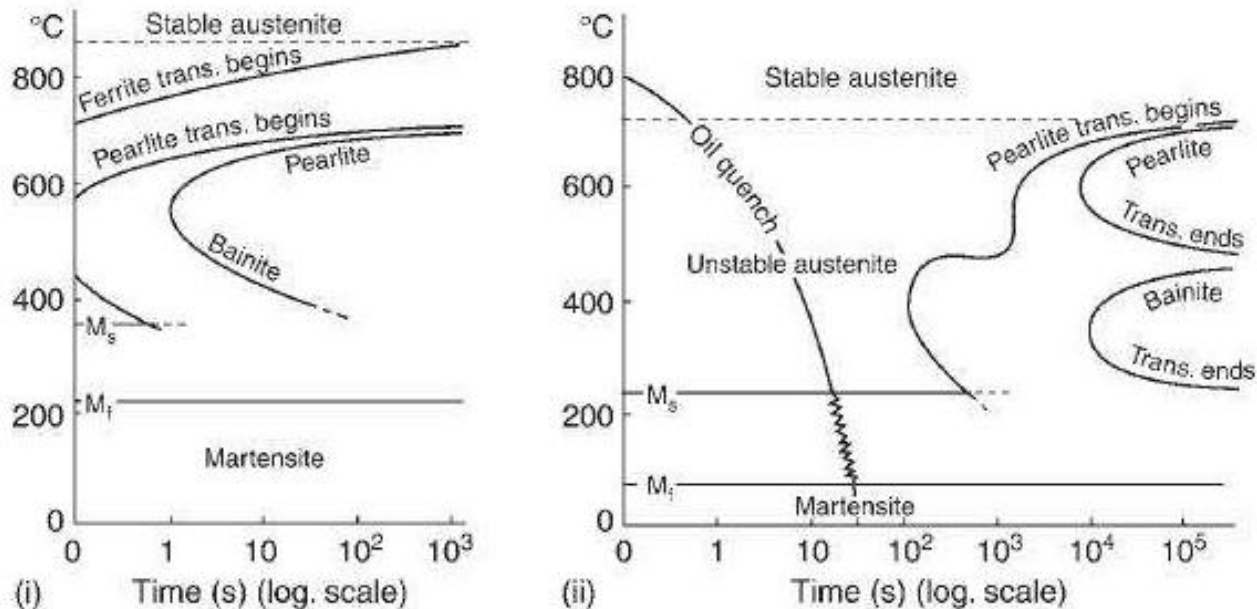 °C
Stable austenite
800
Ferrite trans. begins
Pearlite trans. begins
Pearlite
600
Bainite
400
Ms
Mf
200
Martensite
0
0 1 10 10² 10³
(i) Time (s) (log. scale)
°C
800
Stable austenite
Oil quench
Pearlite trans. begins
Pearlite
600
Trans. ends
Unstable austenite
Bainite
400
Trans. ends
Ms
200
Mf
Martensite
0
0 1 10 10² 10³ 10⁴ 10⁵
(ii) Time (s) (log. scale)